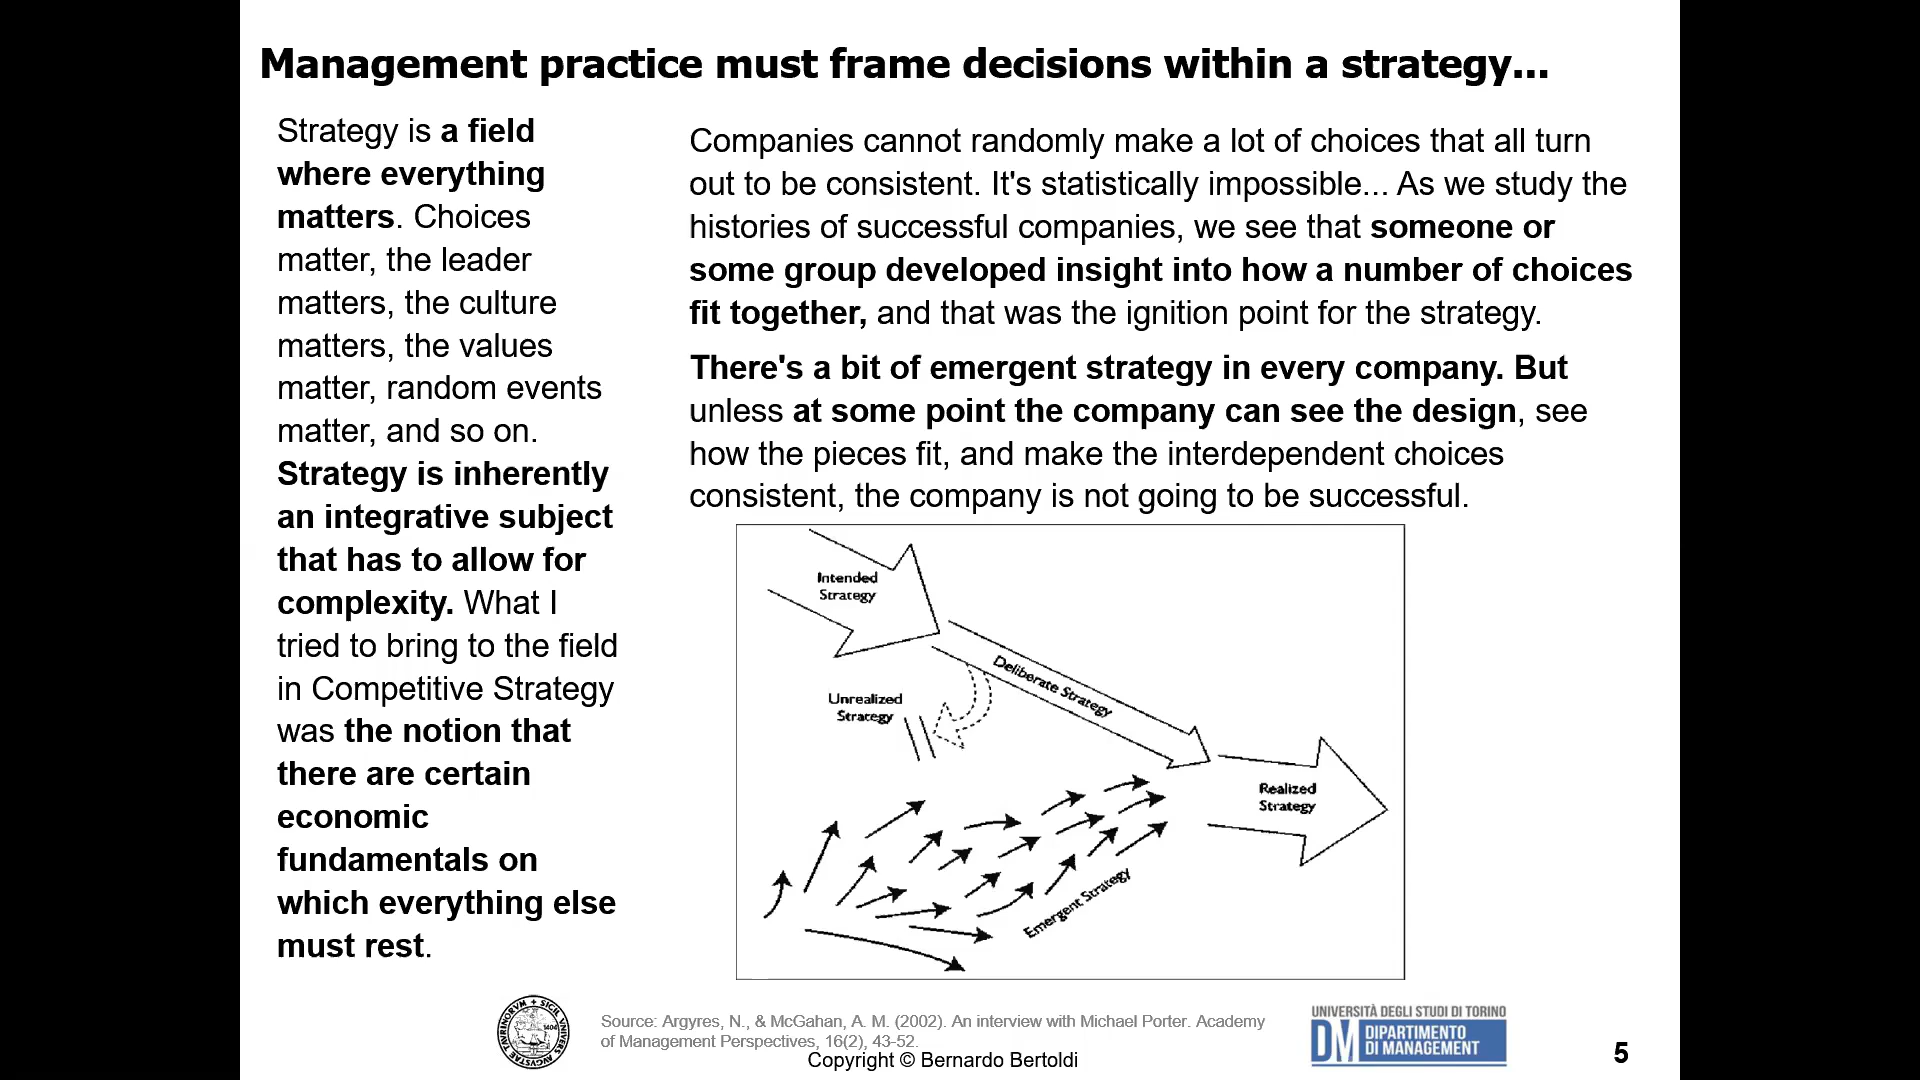 Management practice must frame decisions within a strategy...
Strategy is a field
where everything
matters. Choices
matter, the leader
matters, the culture
matters, the values
matter, random events
matter, and so on.
Strategy is inherently
an integrative subject
that has to allow for
complexity. What I
tried to bring to the field
in Competitive Strategy
was the notion that
there are certain
economic
fundamentals on
which everything else
must rest.
Companies cannot randomly make a lot of choices that all turn
out to be consistent. It's statistically impossible... As we study the
histories of successful companies, we see that someone or
some group developed insight into how a number of choices
fit together, and that was the ignition point for the strategy.
There's a bit of emergent strategy in every company. But
unless at some point the company can see the design, see
how the pieces fit, and make the interdependent choices
consistent, the company is not going to be successful.
Intended
Strategy
Deliberate Strategy
Unrealized
Strategy
Realized
Strategy
Emergent Strategy
1404
Source: Argyres, N., & McGahan, A. M. (2002). An interview with Michael Porter. Academy
of Management Perspectives, 16(2), 43-52.
Copyright © Bernardo Bertoldi
UNIVERSITÀ DEGLI STUDI DI TORINO
DM DIPARTIMENTO
DI MANAGEMENT
5